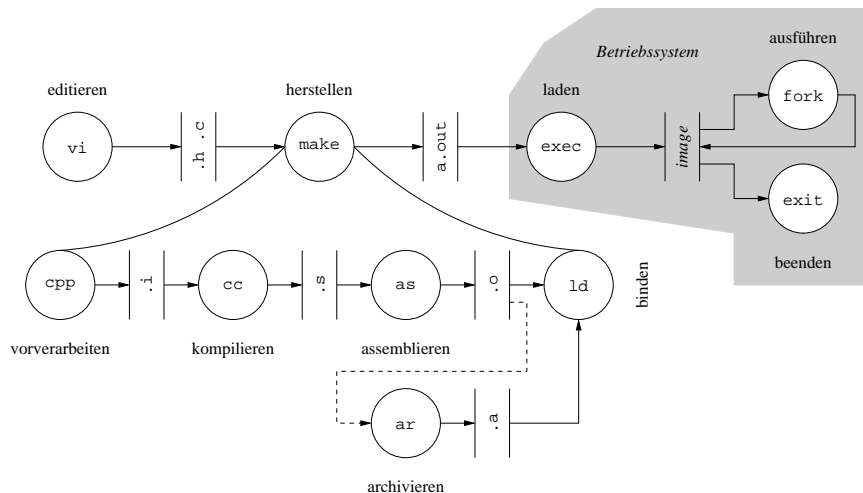 Betriebssystem
ausführen
editieren
herstellen
laden
vi
.h .c
make
a.out
exec
image
fork
exit
beenden
cpp
.i
cc
.s
as
.o
ld
binden
vorverarbeiten
kompilieren
assemblieren
ar
.a
archivieren